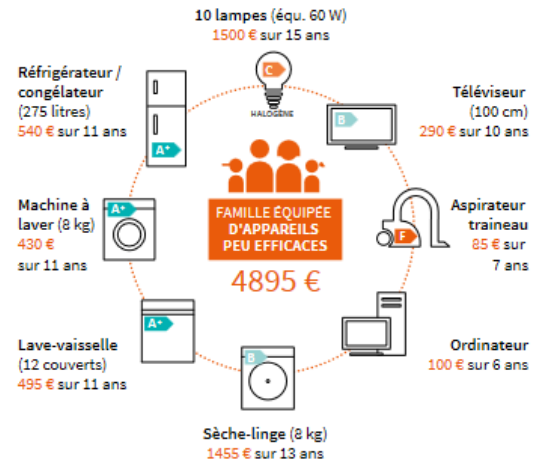 10 lampes (équ. 60 W)
1500 € sur 15 ans
C
HALOGÈNE
Téléviseur
(100 cm)
290 € sur 10 ans
B
Aspirateur
traineau
85 € sur
7 ans
F
Ordinateur
100 € sur 6 ans
Sèche-linge (8 kg)
1455 € sur 13 ans
B
Lave-vaisselle
(12 couverts)
495 € sur 11 ans
A+
Machine à
laver (8 kg)
430 €
sur 11 ans
A+
Réfrigérateur /
congélateur
(275 litres)
540 € sur 11 ans
A+
FAMILLE ÉQUIPÉE
D'APPAREILS
PEU EFFICACES
4895 €